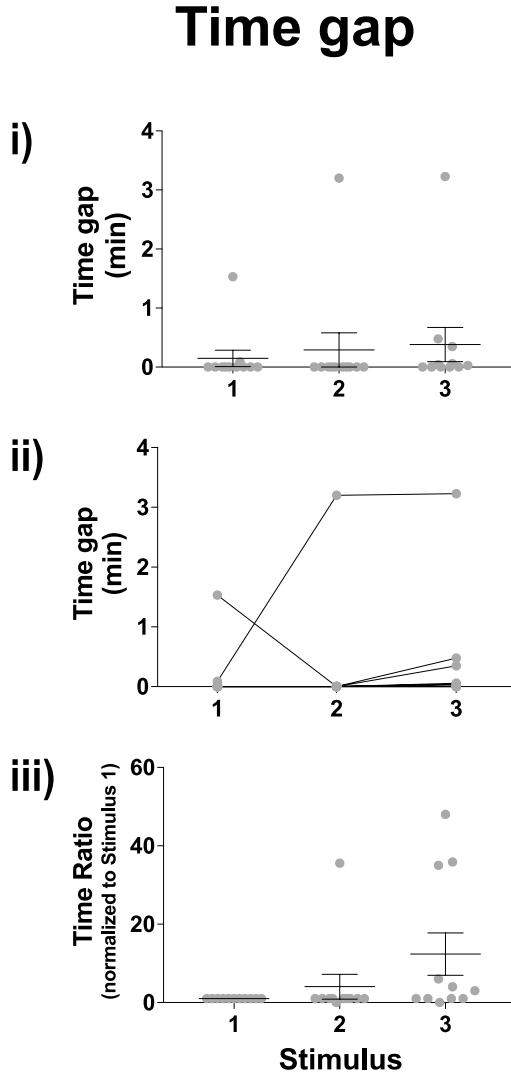 Time gap
i)
Time gap
(min)
4
3
2
1
0
1 2 3
ii)
Time gap
(min)
4
3
2
1
0
1 2 3
iii)
Time Ratio
(normalized to Stimulus 1)
60
40
20
0
1 2 3
Stimulus